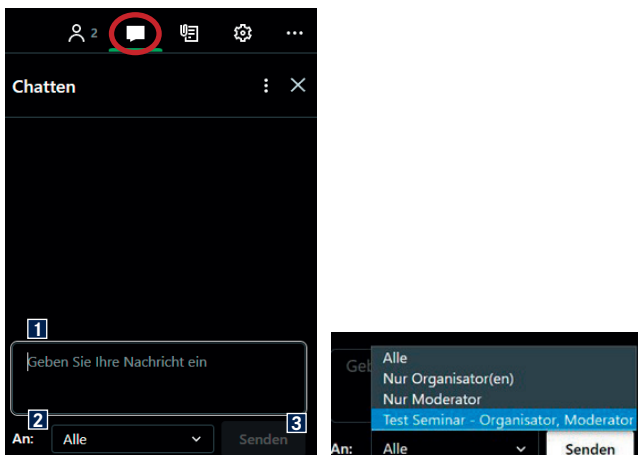 2
Chatten
1
Geben Sie Ihre Nachricht ein
2
3
An: Alle Senden
Geb
Alle
Nur Organisator(en)
Nur Moderator
Test Seminar - Organisator, Moderator
An: Alle Senden